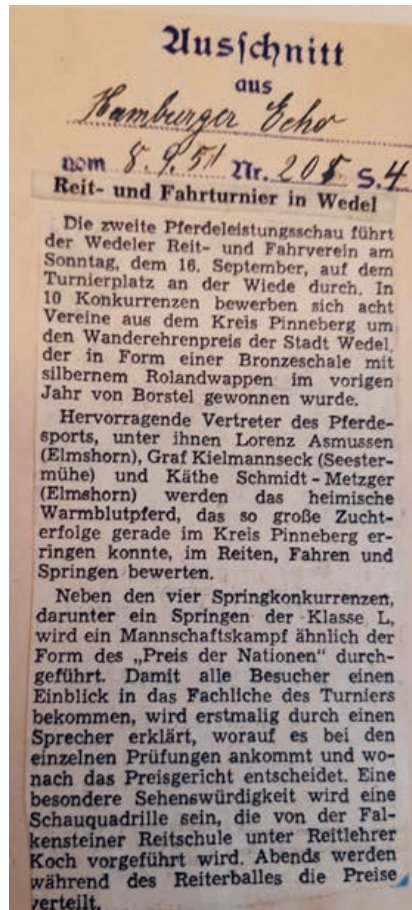 Ausschnitt
aus
Hamburger Echo
vom 8.9.51 Nr. 208 S. 4
Reit- und Fahrturnier in Wedel
Die zweite Pferdeleistungsschau führt
der Wedeler Reit- und Fahrverein am
Sonntag, dem 16. September, auf dem
Turnierplatz an der Wiede durch. In
10 Konkurrenzen bewerben sich acht
Vereine aus dem Kreis Pinneberg um
den Wanderehrenpreis der Stadt Wedel,
der in Form einer Bronzeschale mit
silbernem Rolandwappen im vorigen
Jahr von Borstel gewonnen wurde.
Hervorragende Vertreter des Pferde-
sports, unter ihnen Lorenz Asmussen
(Elmshorn), Graf Kielmannseck (Seester-
mühe) und Käthe Schmidt-Metzger
(Elmshorn) werden das heimische
Warmblutpferd, das so große Zucht-
erfolge gerade im Kreis Pinneberg er-
ringen konnte, im Reiten, Fahren und
Springen bewerten.
Neben den vier Springkonkurrenzen,
darunter ein Springen der Klasse L,
wird ein Mannschaftskampf ähnlich der
Form des „Preis der Nationen“ durch-
geführt. Damit alle Besucher einen
Einblick in das Fachliche des Turniers
bekommen, wird erstmalig durch einen
Sprecher erklärt, worauf es bei den
einzelnen Prüfungen ankommt und wo-
nach das Preisgericht entscheidet. Eine
besondere Sehenswürdigkeit wird eine
Schauquadrille sein, die von der Fal-
kensteiner Reitschule unter Reitlehrer
Koch vorgeführt wird. Abends werden
während des Reiterballes die Preise
verteilt.